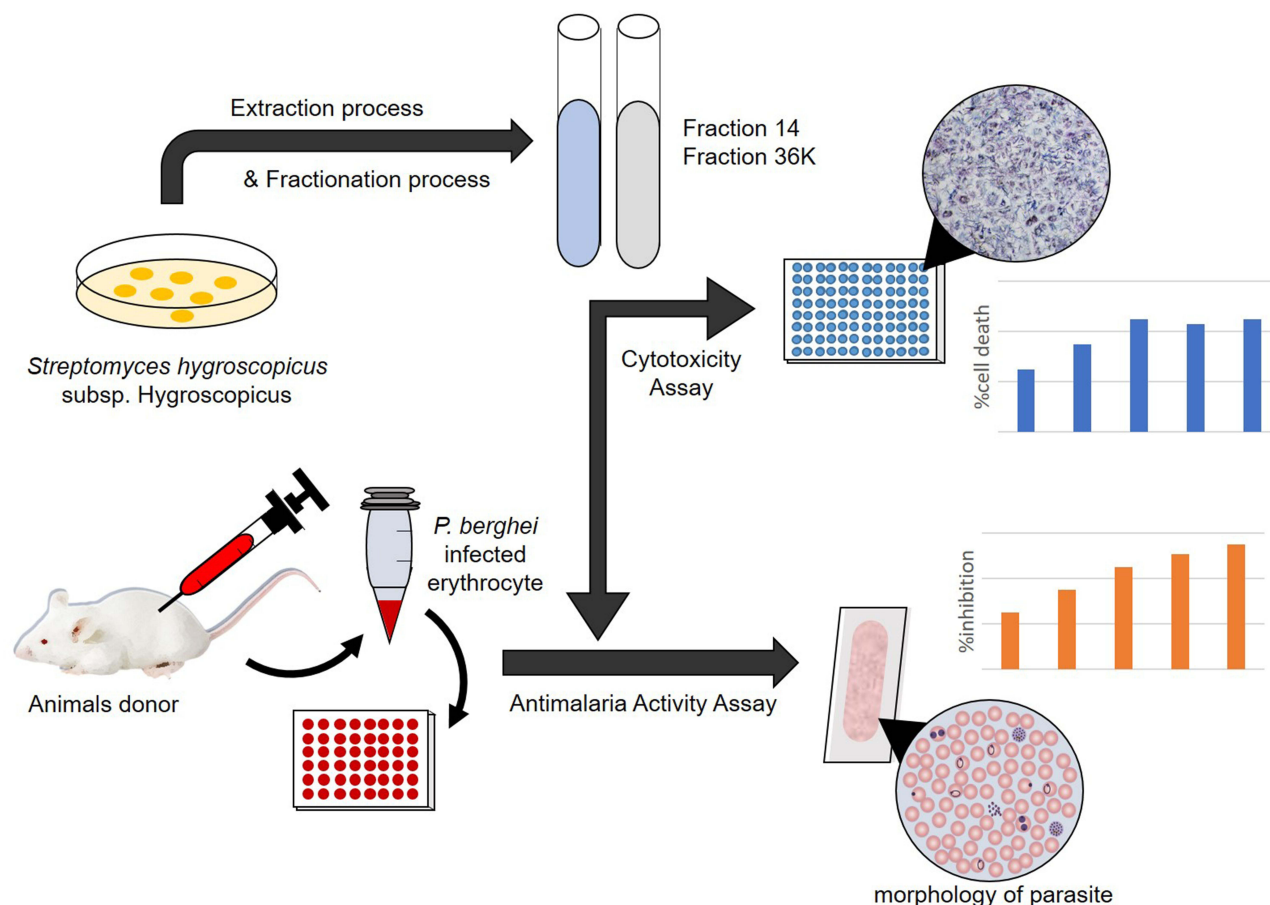 Extraction process
& Fractionation process
Fraction 14
Fraction 36K
Streptomyces hygroscopicus
subsp. Hygroscopicus
Cytotoxicity
Assay
%cell death
P. berghei
infected
erythrocyte
Animals donor
Antimalaria Activity Assay
%inhibition
morphology of parasite